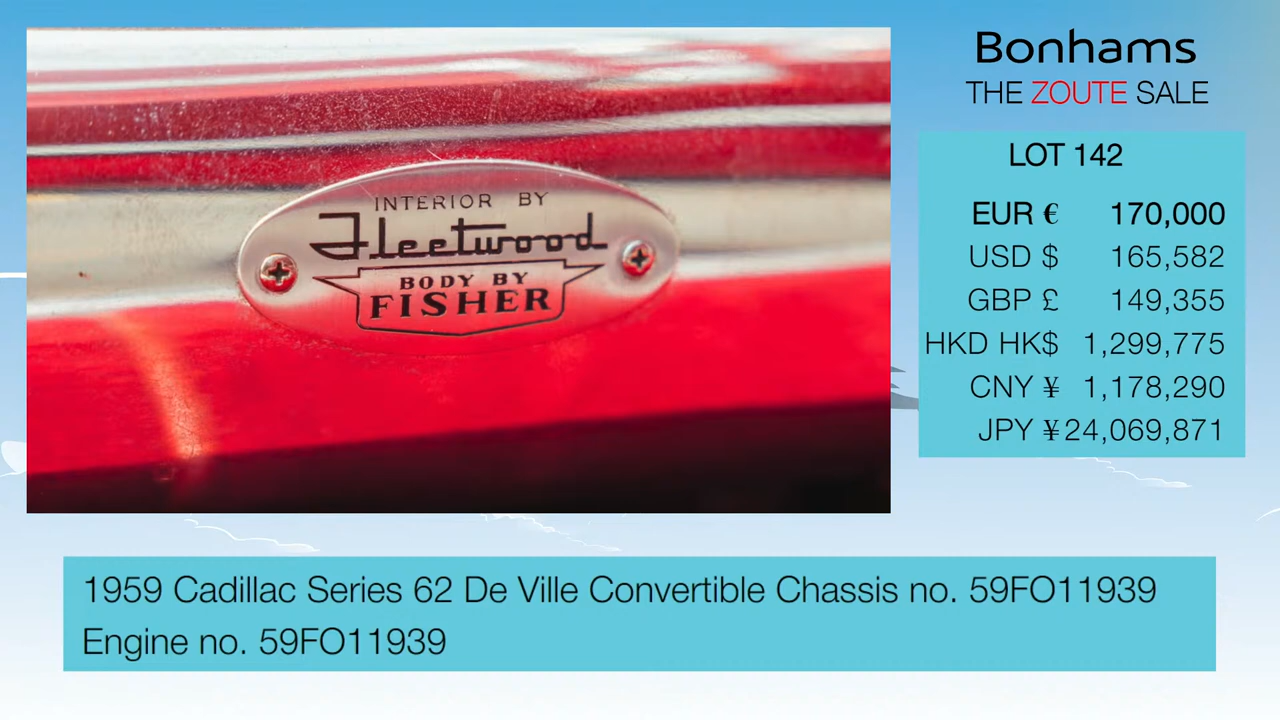 Bonhams
THE ZOUTE SALE
LOT 142
EUR € 170,000
USD $ 165,582
GBP £ 149,355
HKD HK$ 1,299,775
CNY ¥ 1,178,290
JPY ¥ 24,069,871
INTERIOR BY
Fleetwood
BODY BY
FISHER
1959 Cadillac Series 62 De Ville Convertible Chassis no. 59FO11939
Engine no. 59FO11939